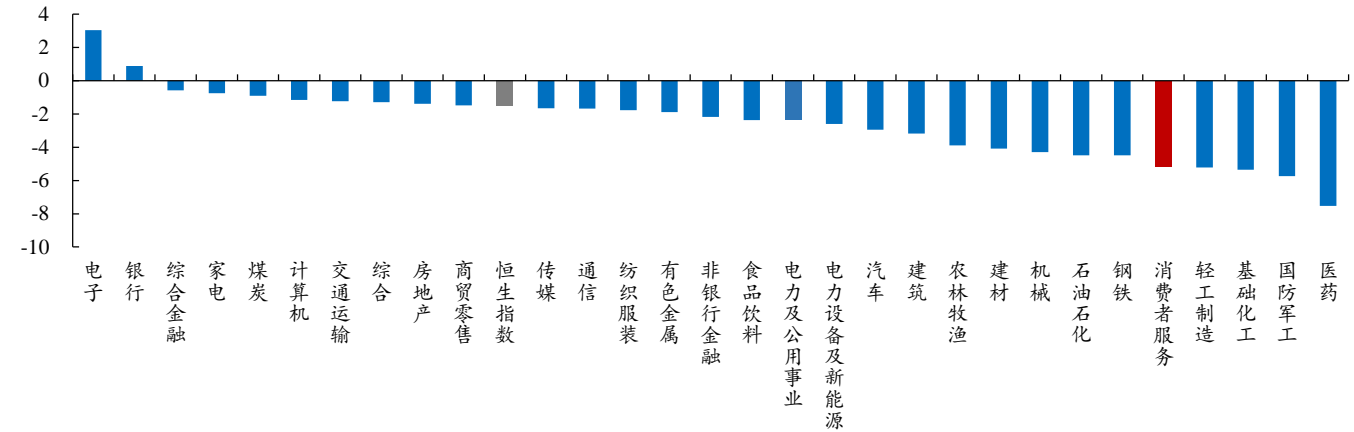 4
2
0
-2
-4
-6
-8
-10
电子
银行
综合金融
家电
煤炭
计算机
交通运输
综合
房地产
商贸零售
恒生指数
传媒
通信
纺织服装
有色金属
非银行金融
食品饮料
电力及公用事业
电力设备及新能源
汽车
建筑
农林牧渔
建材
机械
石油石化
钢铁
消费者服务
轻工制造
基础化工
国防军工
医药